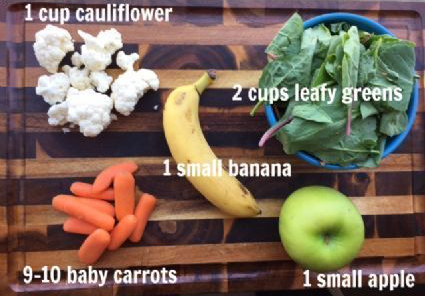 1 cup cauliflower
2 cups leafy greens
1 small banana
9-10 baby carrots
1 small apple